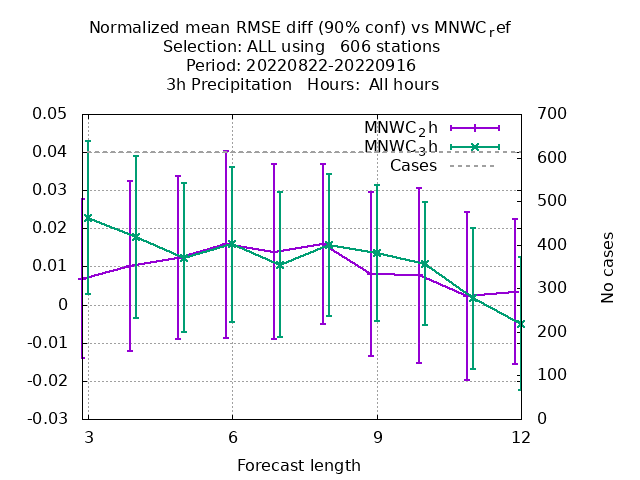 Normalized mean RMSE diff (90% conf) vs MNWC_ref
Selection: ALL using 606 stations
Period: 20220822-20220916
3h Precipitation Hours: All hours
MNWC_2h
MNWC_3h
Cases
0.05
0.04
0.03
0.02
0.01
0
-0.01
-0.02
-0.03
700
600
500
400
300
200
100
0
No cases
3
6
9
12
Forecast length